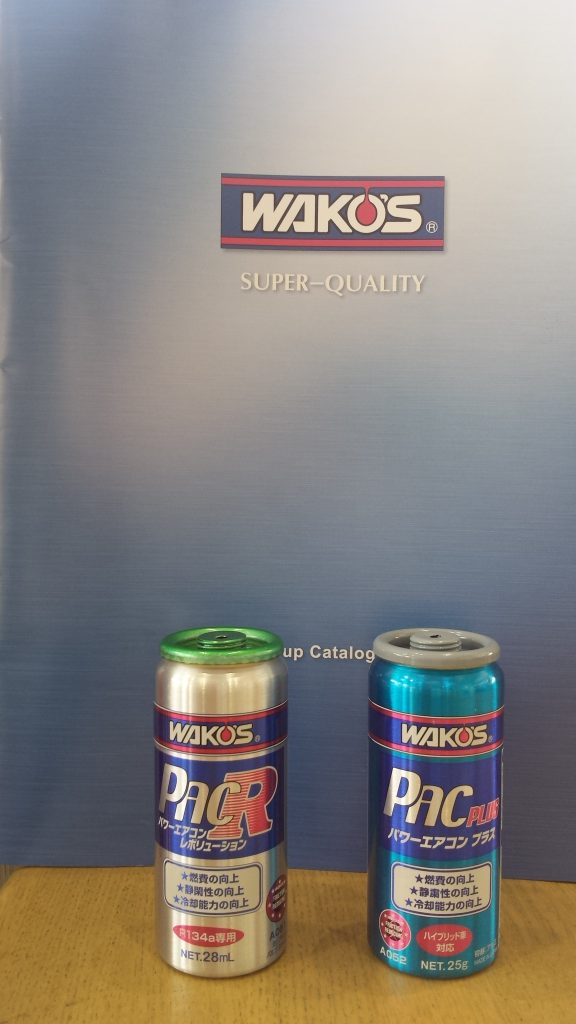 WAKO'S®
SUPER-QUALITY
up Catalog
WAKO'S
PAC R
パワーエアコン
レボリューション
★燃費の向上
★静粛性の向上
★冷却能力の向上
R134a専用
NET.28mL
WAKO'S
PAC PLUS
パワーエアコン プラス
★燃費の向上
★静粛性の向上
★冷却能力の向上
ハイブリッド車
対応
A052
NET.25g